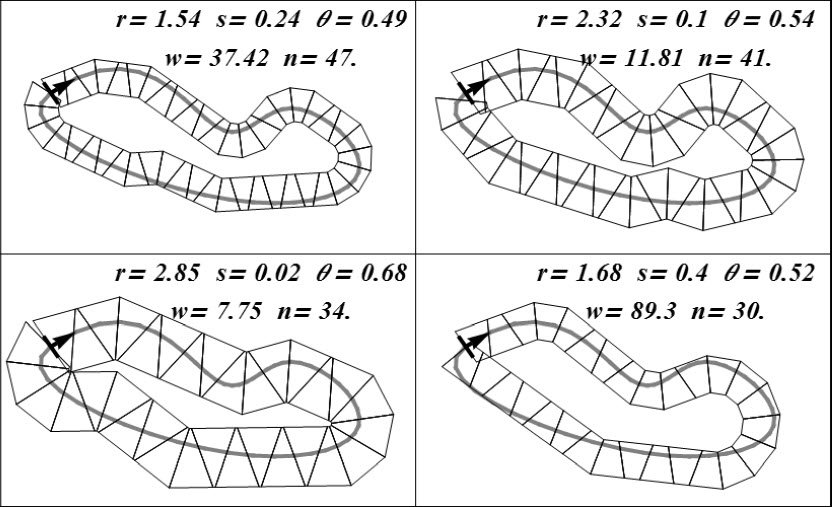 r= 1.54 s= 0.24 θ= 0.49
w= 37.42 n= 47.
r= 2.32 s= 0.1 θ= 0.54
w= 11.81 n= 41.
r= 2.85 s= 0.02 θ= 0.68
w= 7.75 n= 34.
r= 1.68 s= 0.4 θ= 0.52
w= 89.3 n= 30.